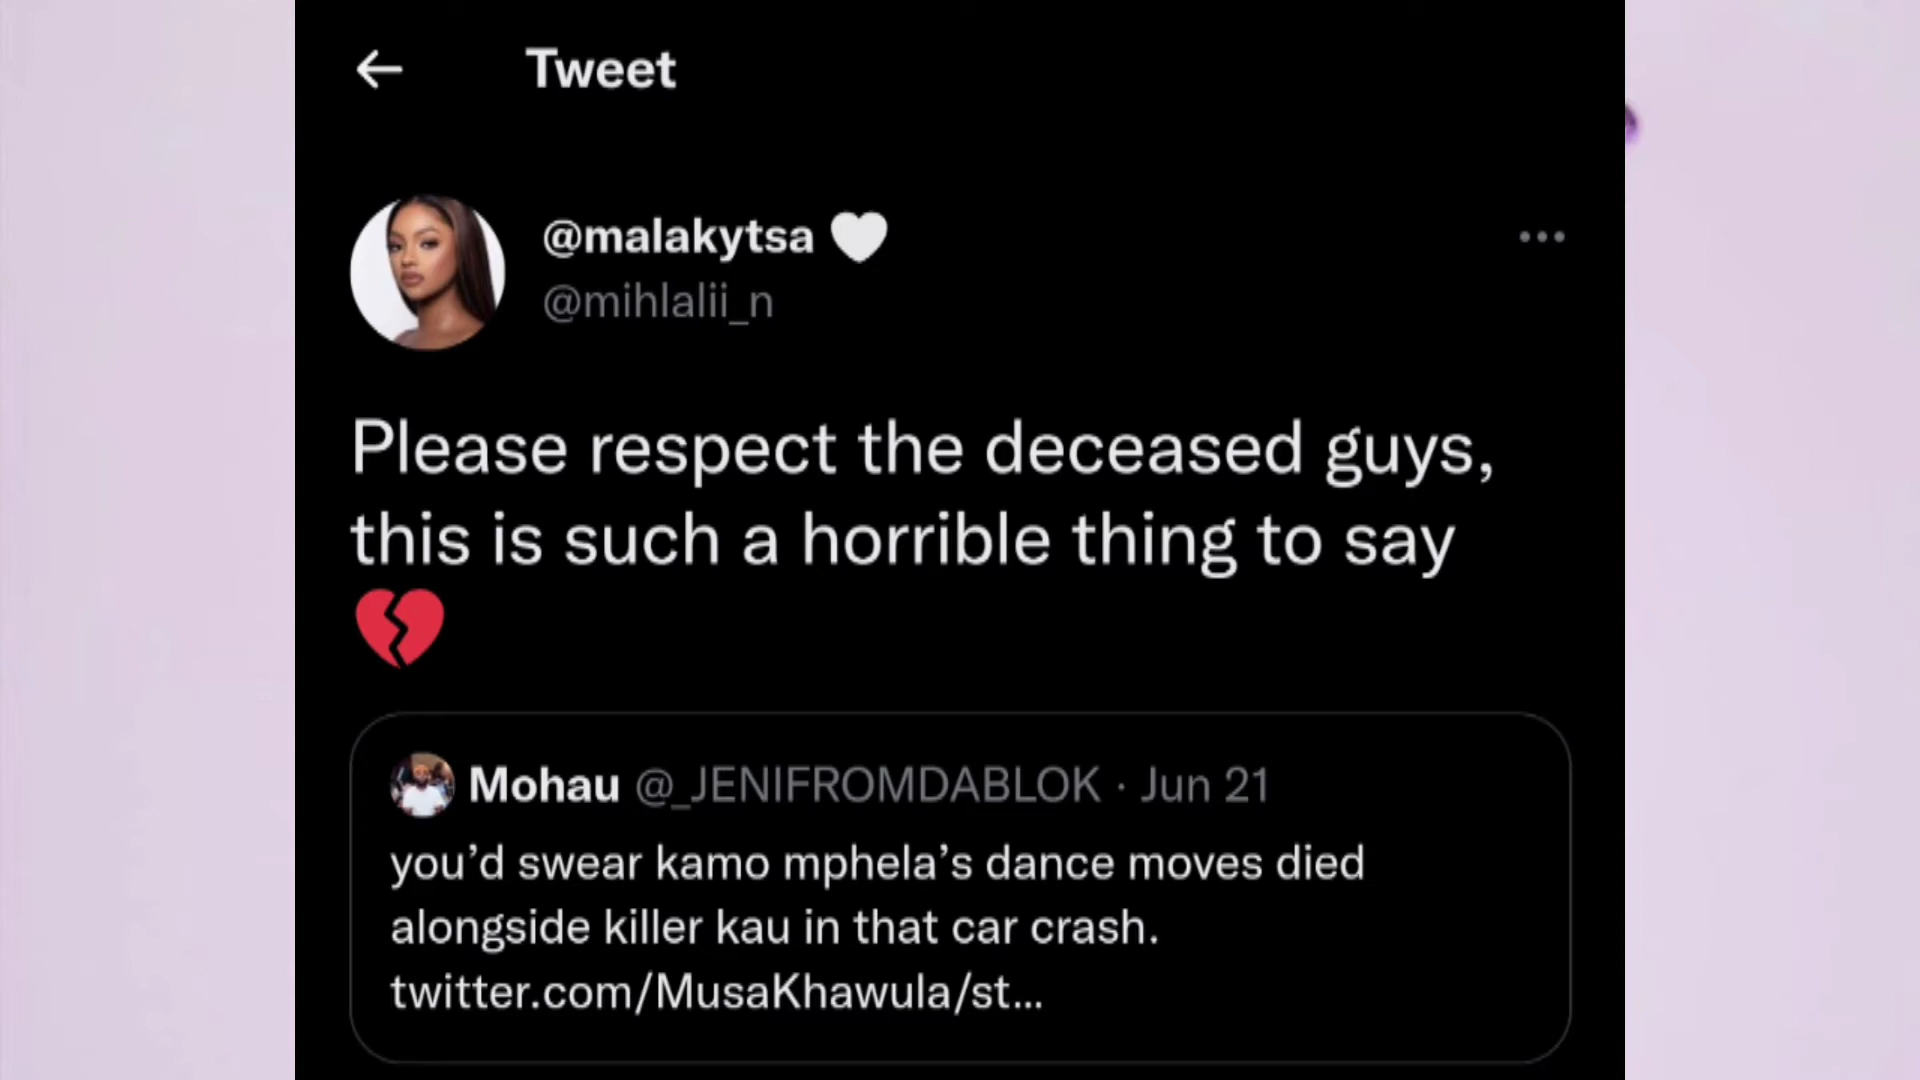 Tweet
@malakytsa 🤍
@mihlalii_n
Please respect the deceased guys,
this is such a horrible thing to say
💔
Mohau @_JENIFROMDABLOK · Jun 21
you’d swear kamo mphela’s dance moves died
alongside killer kau in that car crash.
twitter.com/MusaKhawula/st...